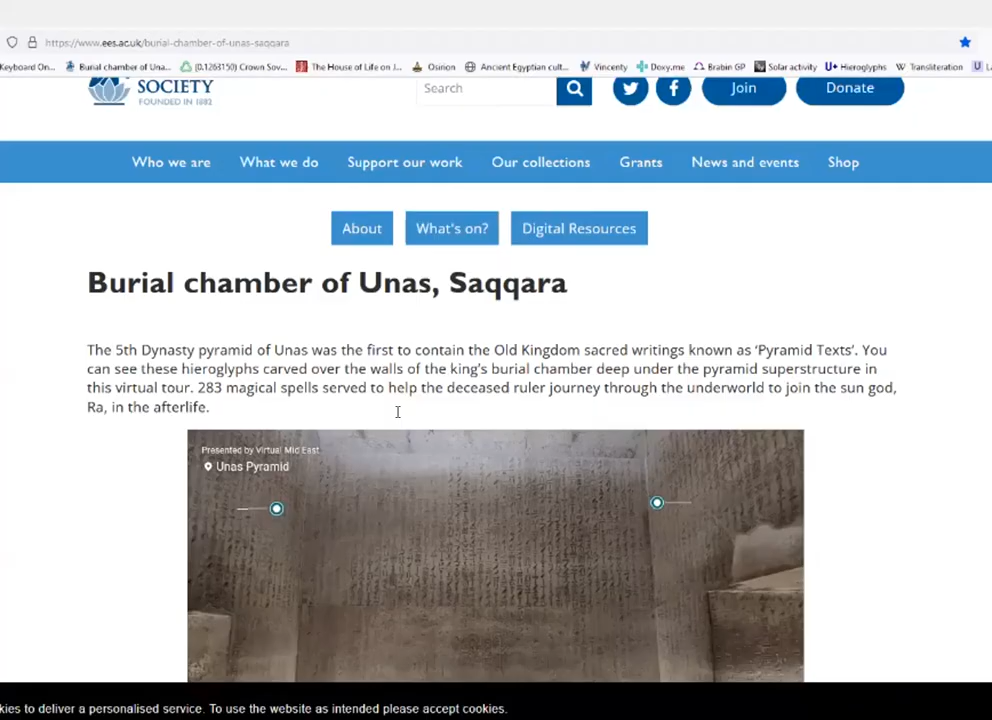 https://www.ees.ac.uk/burial-chamber-of-unas-saqqara
Keyboard On... Burial chamber of Una... (0.1263150) Crown Sov... The House of Life on J... Osirion Ancient Egyptian cult... Vincenty Doxy.me Brabin GP Solar activity U+ Hieroglyphs W Transliteration
SOCIETY
FOUNDED IN 1882
Search
Join
Donate
Who we are What we do Support our work Our collections Grants News and events Shop
About What's on? Digital Resources
Burial chamber of Unas, Saqqara
The 5th Dynasty pyramid of Unas was the first to contain the Old Kingdom sacred writings known as ‘Pyramid Texts’. You
can see these hieroglyphs carved over the walls of the king’s burial chamber deep under the pyramid superstructure in
this virtual tour. 283 magical spells served to help the deceased ruler journey through the underworld to join the sun god,
Ra, in the afterlife.
Presented by Virtual Mid East
Unas Pyramid
kies to deliver a personalised service. To use the website as intended please accept cookies.